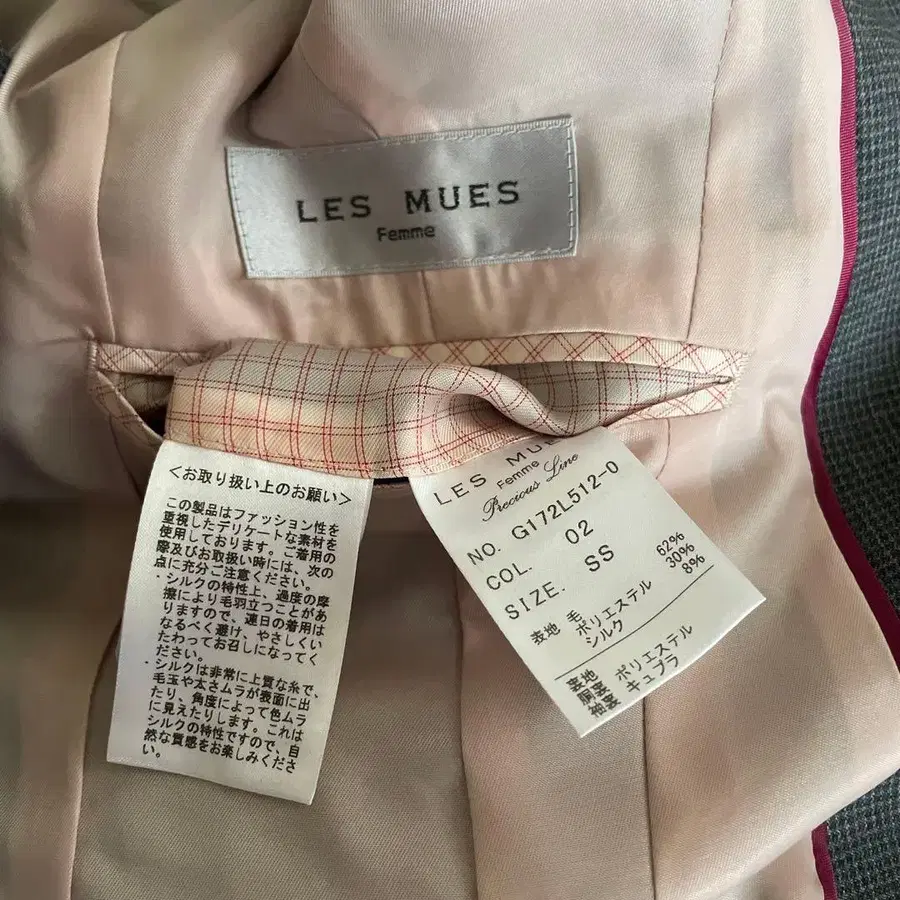 LES MUES
Femme
<お取り扱い上のお願い>
この製品はファッション性を
重視したデリケートな素材を
使用しております。ご着用の
際及びお取扱い時には、次の
点に充分ご注意ください。
・シルクの特性上、過度の摩
擦により毛羽立つことがあ
りますので、連日の着用は
なるべく避け、やさしくい
たわってお召しになってく
ださい。
・シルクは非常に上質な糸で、
毛玉や太さムラが表面に出
たり、角度によって色ムラ
に見えたりします。これは
シルクの特性ですので、自
然な質感をお楽しみくださ
い。
LES MU
Femme
Precious Line
NO. G172L512-0
COL. 02
SIZE. SS
表地 毛 62%
ポリエステル 30%
シルク 8%
裏地
胴裏 ポリエステル
袖裏 キュプラ